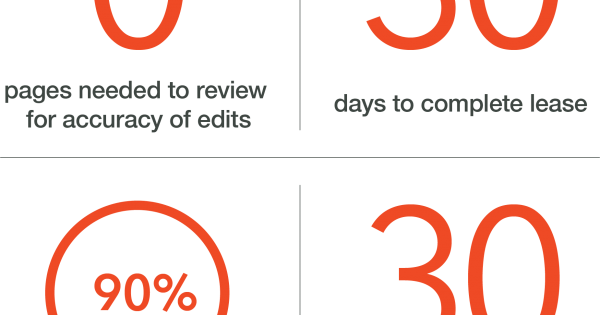 pages needed to review
for accuracy of edits
days to complete lease
90%
30